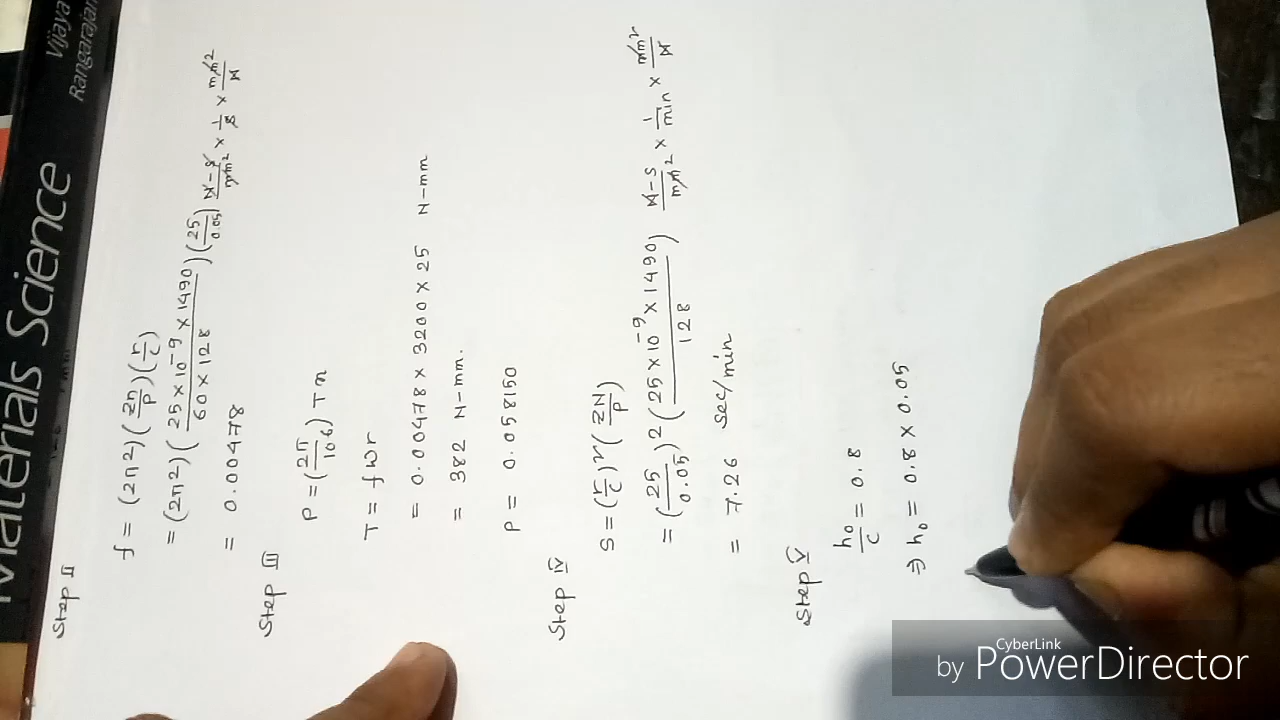 Materials Science
Vijaya
Rangarajan
Step II
f = (2π²) (zn/p) (r/c)
= (2π²) (25 × 10⁻⁹ × 1490 / 60 × 128) (25/0.05) N-s/mm² × 1/s × mm²/N
= 0.00478
Step III
P = (2π/10⁶) T n
T = f W r
= 0.00478 × 3200 × 25 N-mm
= 382 N-mm.
P = 0.058150
Step IV
S = (r/c)² (ZN/p)
= (25/0.05)² (25 × 10⁻⁹ × 1490 / 128) N-s/mm² × 1/min × mm²/N
= 7.26 sec/min
Step V
h₀/c = 0.8
⇒ h₀ = 0.8 × 0.05
CyberLink
by PowerDirector